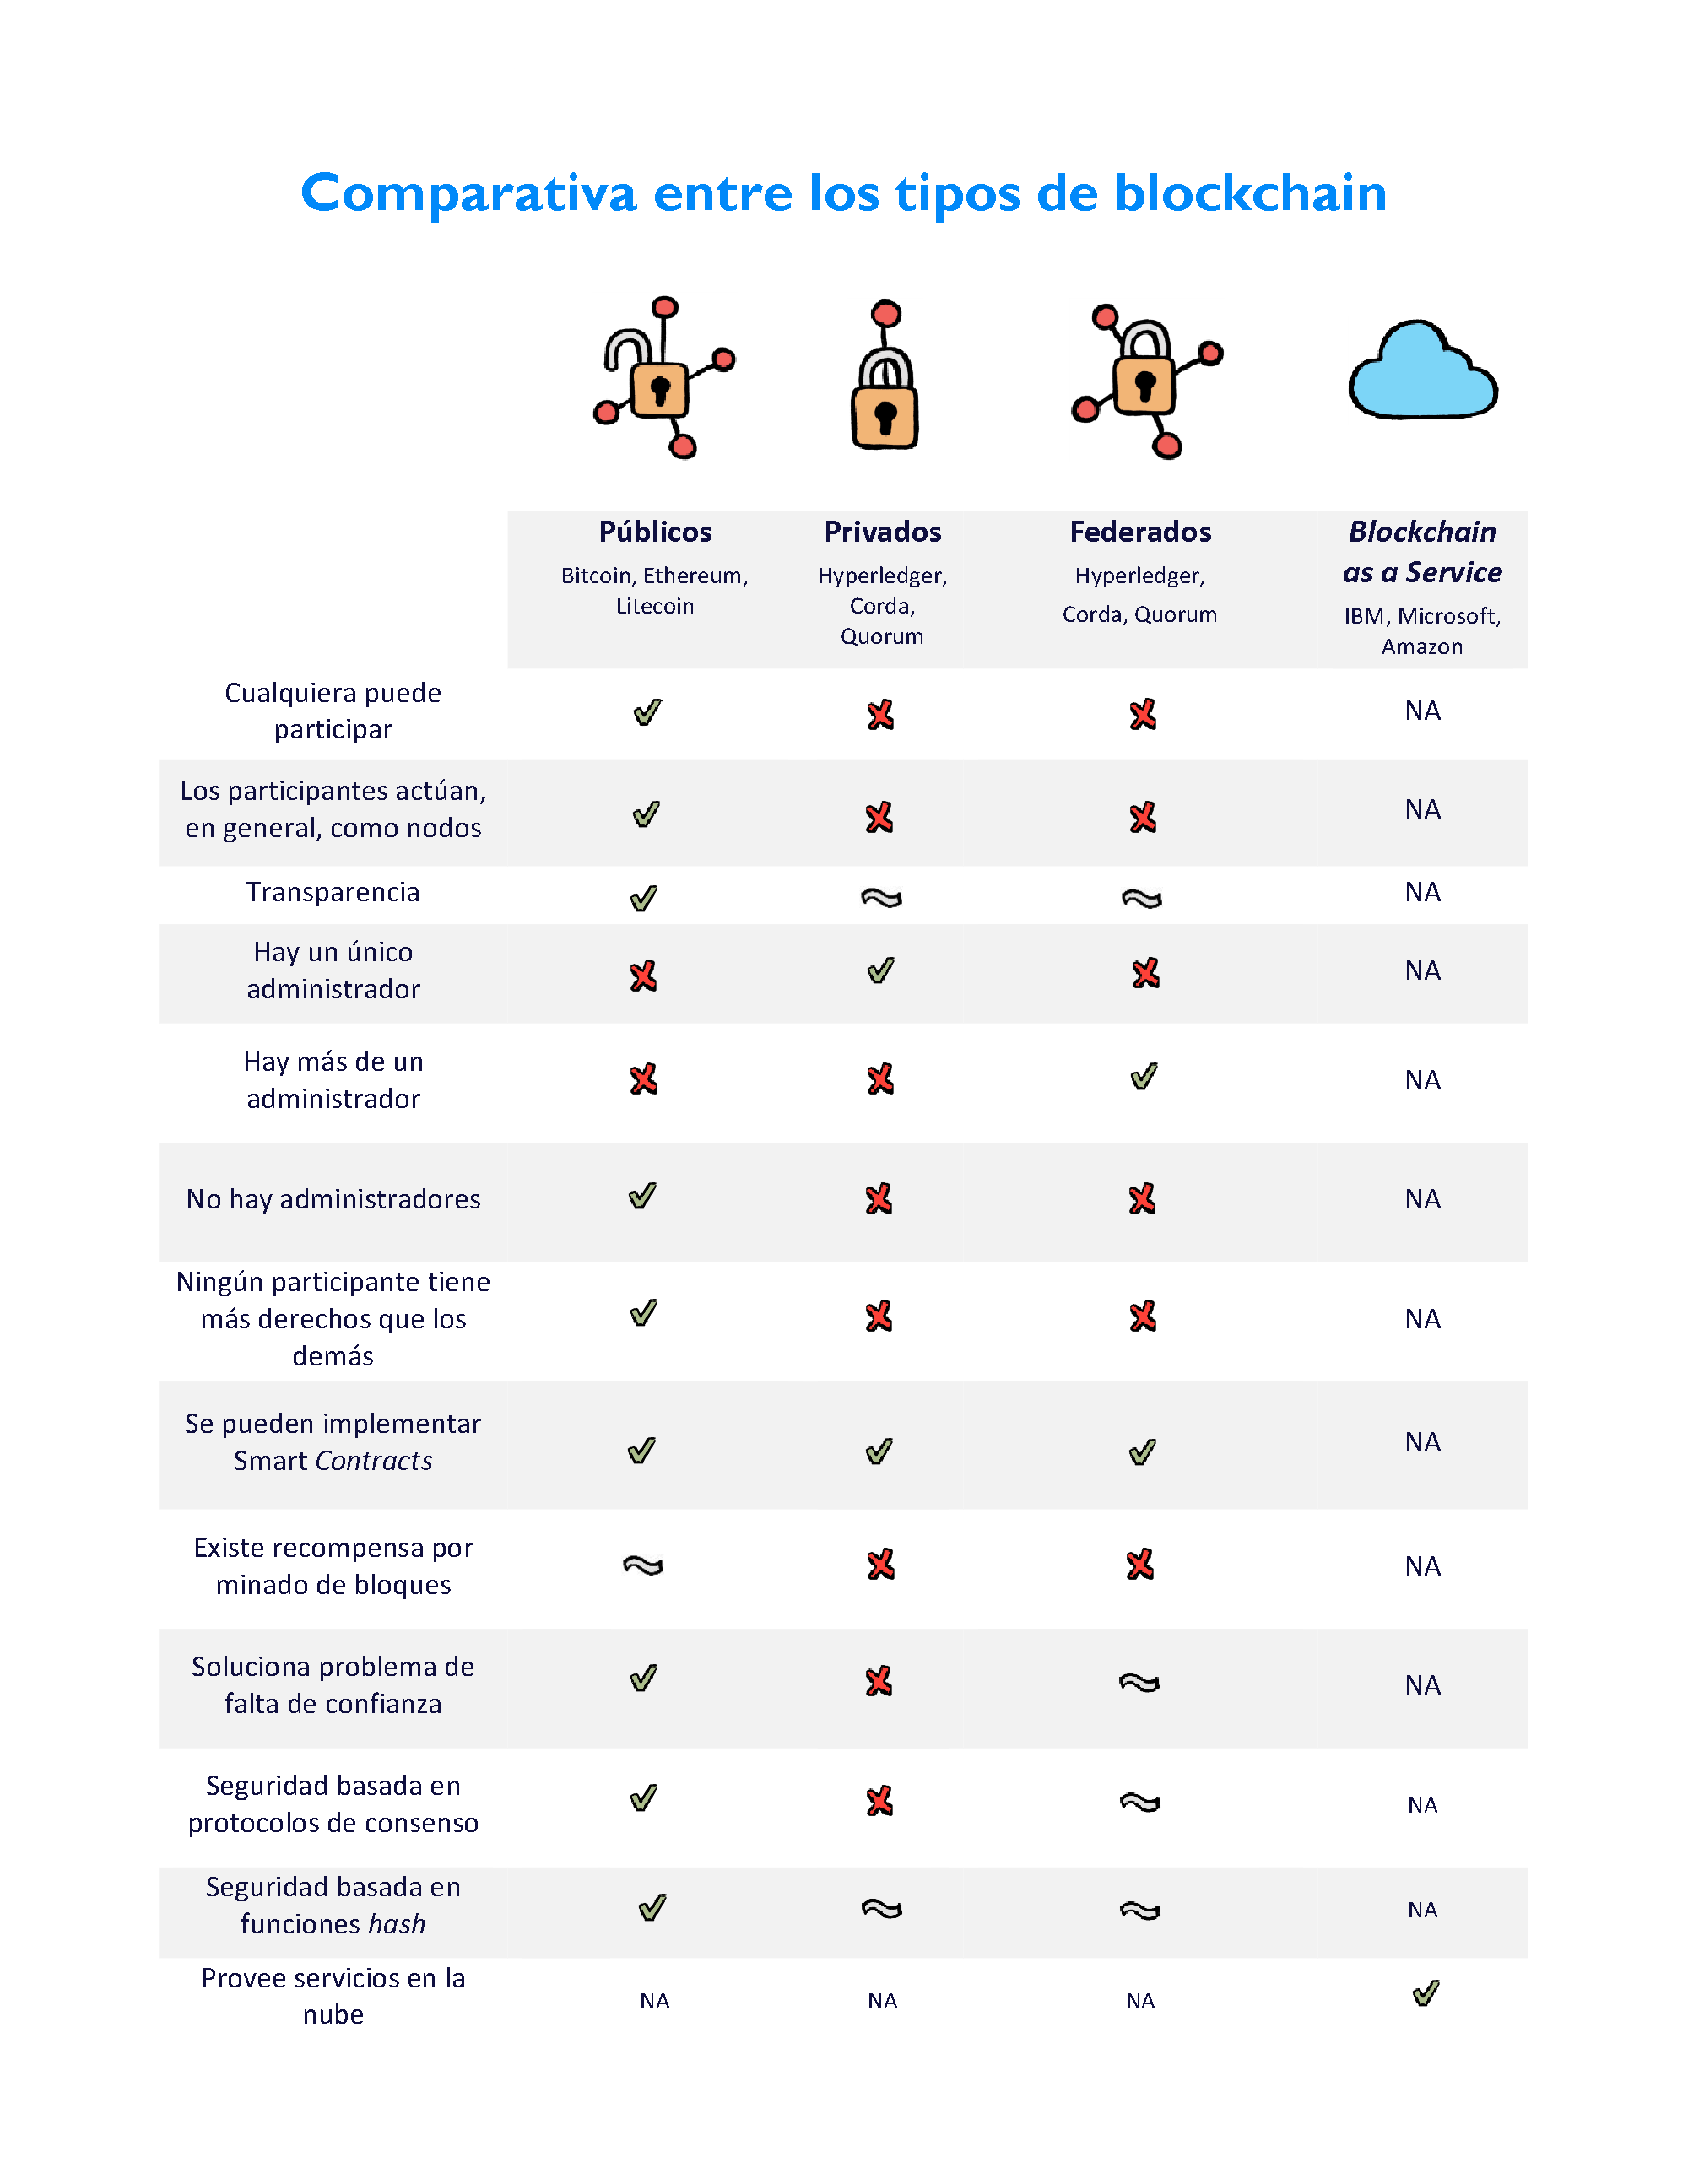 Comparativa entre los tipos de blockchain
Públicos
Bitcoin, Ethereum,
Litecoin
Privados
Hyperledger,
Corda,
Quorum
Federados
Hyperledger,
Corda, Quorum
Blockchain
as a Service
IBM, Microsoft,
Amazon
Cualquiera puede
participar
NA
Los participantes actúan,
en general, como nodos
NA
Transparencia
NA
Hay un único
administrador
NA
Hay más de un
administrador
NA
No hay administradores
NA
Ningún participante tiene
más derechos que los
demás
NA
Se pueden implementar
Smart Contracts
NA
Existe recompensa por
minado de bloques
NA
Soluciona problema de
falta de confianza
NA
Seguridad basada en
protocolos de consenso
NA
Seguridad basada en
funciones hash
NA
Provee servicios en la
nube
NA
NA
NA